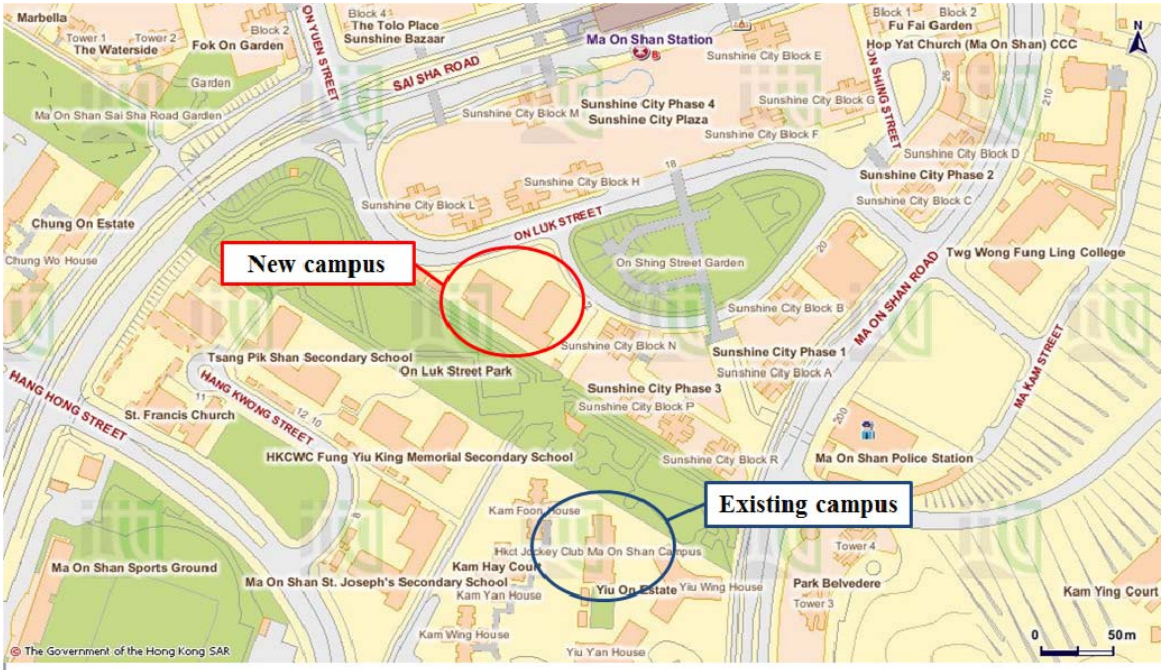 Marbella
Tower 1
Tower 2
The Waterside
Fok On Garden
Block 2
ON YUEN STREET
Block 4
The Tolo Place
Sunshine Bazaar
SAI SHA ROAD
Ma On Shan Station
B
Sunshine City Block E
Block 1
Block 2
Fu Fai Garden
Hop Yat Church (Ma On Shan) CCC
N
Garden
Ma On Shan Sai Sha Road Garden
Sunshine City Block M
Sunshine City Phase 4
Sunshine City Plaza
Sunshine City Block G
ON SHING STREET
26
210
Sunshine City Block F
Sunshine City Block D
18
Sunshine City Phase 2
Sunshine City Block H
Sunshine City Block L
Sunshine City Block C
ON LUK STREET
Chung On Estate
Chung Wo House
New campus
On Shing Street Garden
20
MA ON SHAN ROAD
Twg Wong Fung Ling College
Sunshine City Block B
Sunshine City Block N
Sunshine City Phase 1
Sunshine City Block A
Tsang Pik Shan Secondary School
On Luk Street Park
HANG HONG STREET
HANG KWONG STREET
11
12
10
St. Francis Church
Sunshine City Phase 3
Sunshine City Block P
MA KAM STREET
200
HKCWC Fung Yiu King Memorial Secondary School
Sunshine City Block R
Ma On Shan Police Station
Existing campus
Kam Foon House
8
Hkct Jockey Club Ma On Shan Campus
Tower 4
Ma On Shan Sports Ground
Kam Hay Court
Ma On Shan St. Joseph's Secondary School
Kam Yan House
Yiu On Estate
Yiu Wing House
Park Belvedere
Tower 3
Kam Ying Court
Kam Wing House
Yiu Yan House
0 50 m
© The Government of the Hong Kong SAR